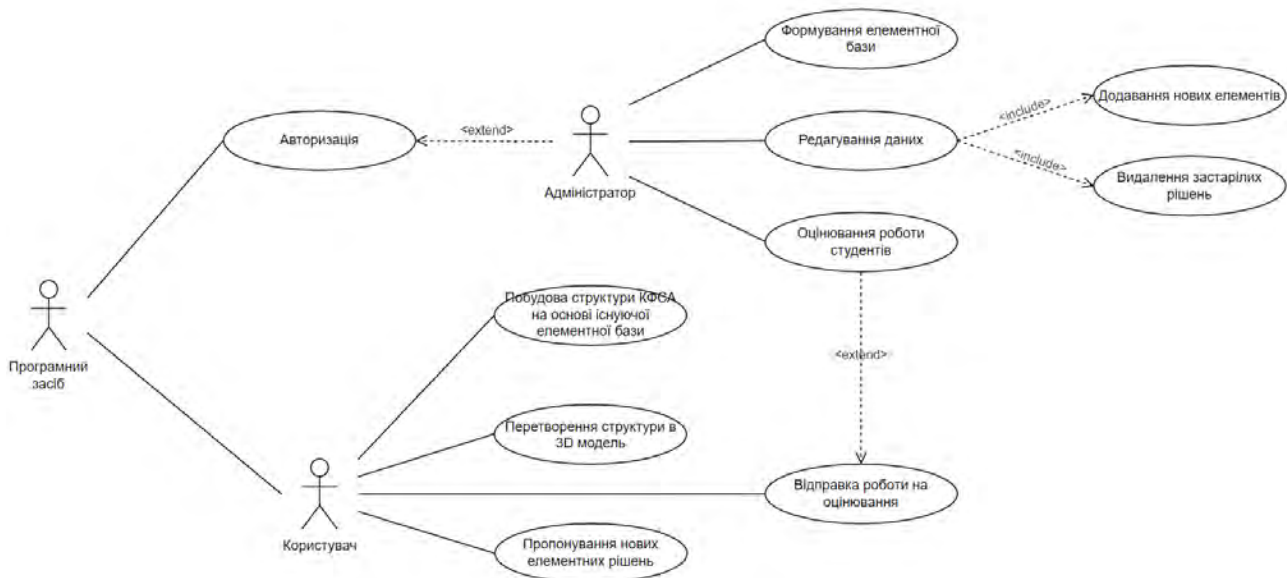 Формування елементної
бази
Додавання нових елементів
<include>
Авторизація
<extend>
Редагування даних
Адміністратор
<include>
Видалення застарілих
рішень
Оцінювання роботи
студентів
Побудова структури КФСА
на основі існуючої
елементної бази
Програмний
засіб
<extend>
Перетворення структури в
3D модель
Відправка роботи на
оцінювання
Користувач
Пропонування нових
елементних рішень